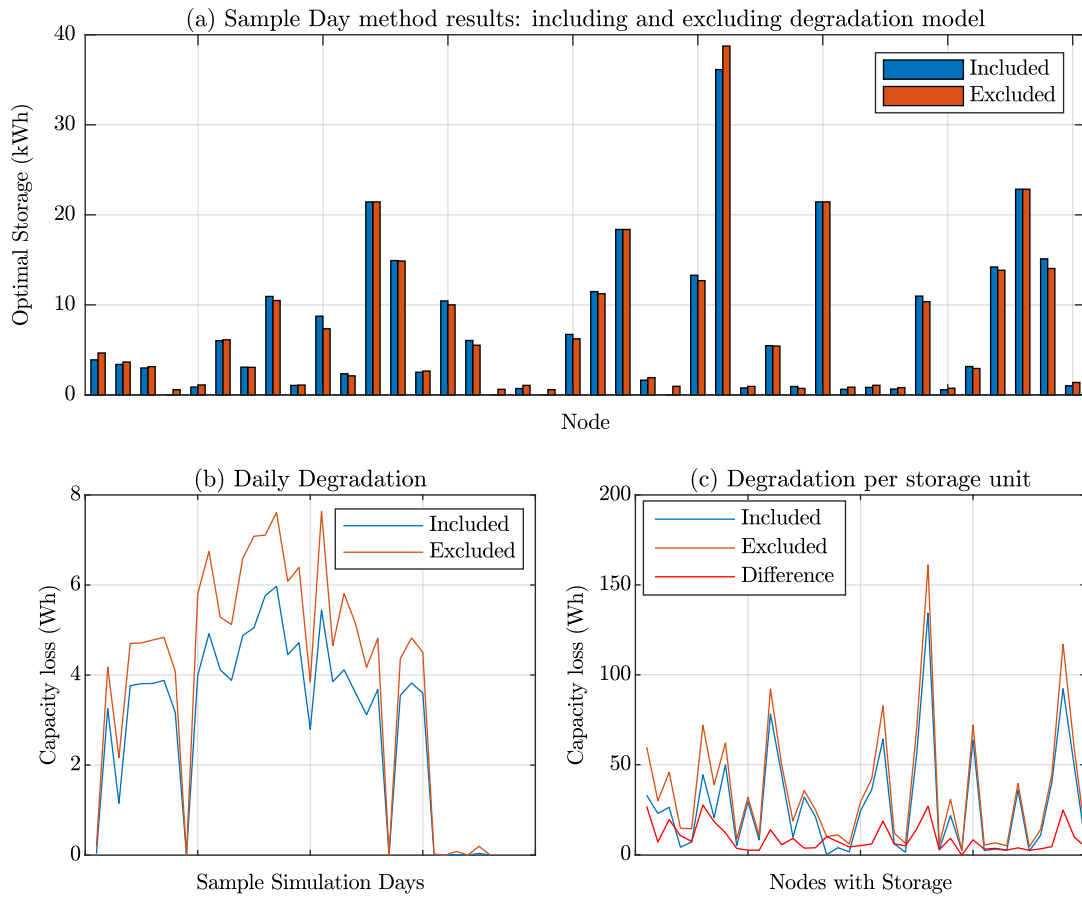 (a) Sample Day method results: including and excluding degradation model
Optimal Storage (kWh)
40
30
20
10
0
Included
Excluded
Node
(b) Daily Degradation
Capacity loss (Wh)
8
6
4
2
0
Included
Excluded
Sample Simulation Days
(c) Degradation per storage unit
Capacity loss (Wh)
200
150
100
50
0
Included
Excluded
Difference
Nodes with Storage